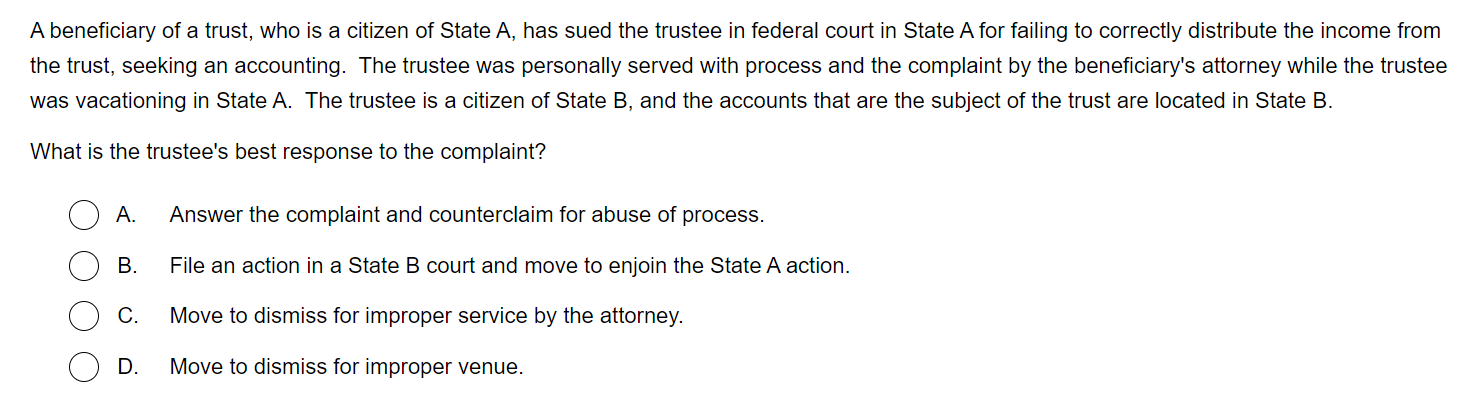 A beneficiary of a trust, who is a citizen of State A, has sued the trustee in federal court in State A for failing to correctly distribute the income from
the trust, seeking an accounting.  The trustee was personally served with process and the complaint by the beneficiary's attorney while the trustee
was vacationing in State A.  The trustee is a citizen of State B, and the accounts that are the subject of the trust are located in State B.
What is the trustee's best response to the complaint?
A. Answer the complaint and counterclaim for abuse of process.
B. File an action in a State B court and move to enjoin the State A action.
C. Move to dismiss for improper service by the attorney.
D. Move to dismiss for improper venue.